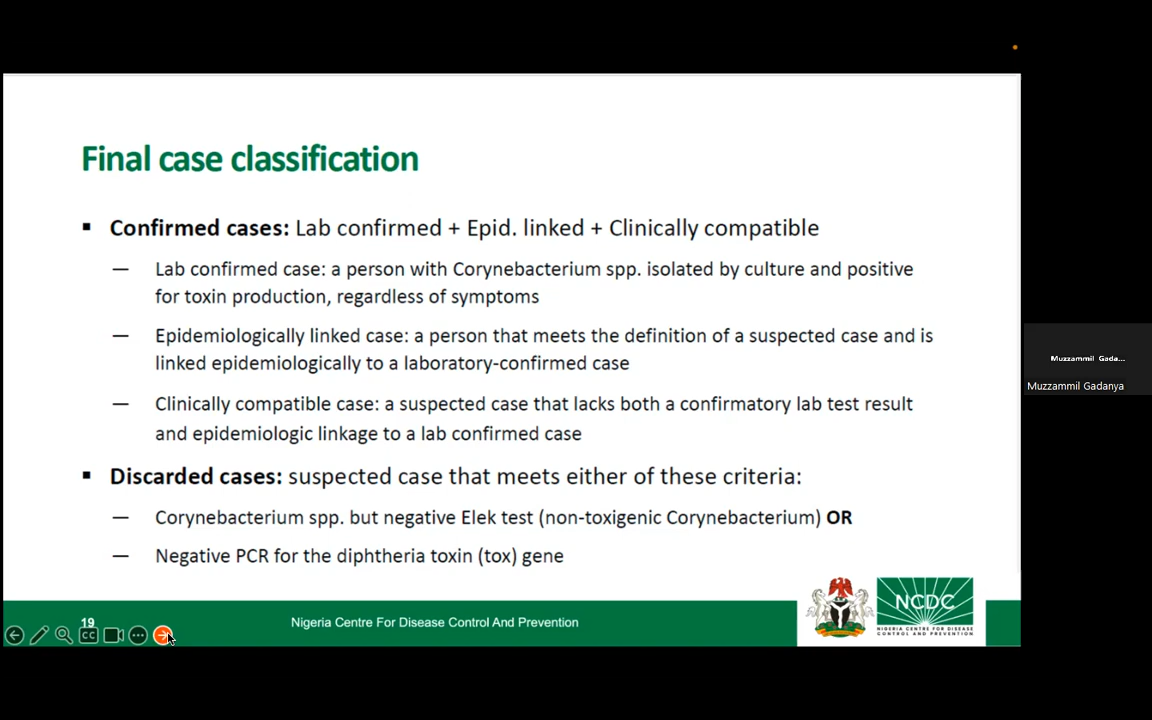 Final case classification
▪ Confirmed cases: Lab confirmed + Epid. linked + Clinically compatible
— Lab confirmed case: a person with Corynebacterium spp. isolated by culture and positive
for toxin production, regardless of symptoms
— Epidemiologically linked case: a person that meets the definition of a suspected case and is
linked epidemiologically to a laboratory-confirmed case
— Clinically compatible case: a suspected case that lacks both a confirmatory lab test result
and epidemiologic linkage to a lab confirmed case
▪ Discarded cases: suspected case that meets either of these criteria:
— Corynebacterium spp. but negative Elek test (non-toxigenic Corynebacterium) OR
— Negative PCR for the diphtheria toxin (tox) gene
19
CC
Nigeria Centre For Disease Control And Prevention
NCDC
NIGERIA CENTRE FOR DISEASE
CONTROL AND PREVENTION
Muzzammil Gada...
Muzzammil Gadanya